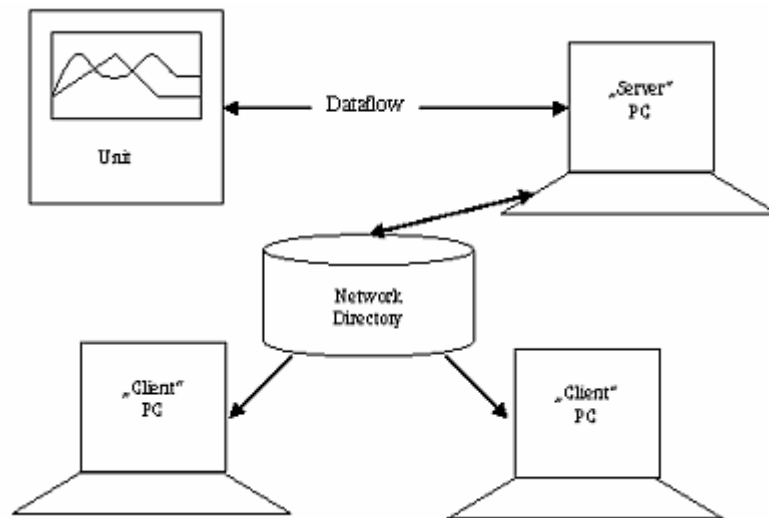 Unit
Dataflow
„Server“
PC
Network
Directory
„Client“
PC
„Client“
PC